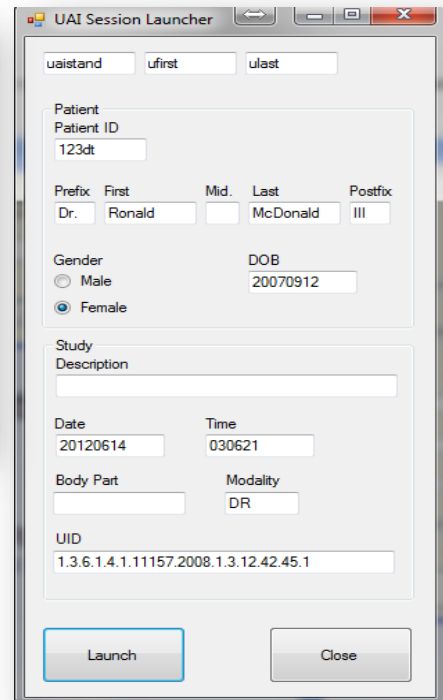 UAI Session Launcher
uaistand ufirst ulast
Patient
Patient ID
123dt
Prefix First Mid. Last Postfix
Dr. Ronald McDonald III
Gender DOB
Male 20070912
Female
Study
Description
Date Time
20120614 030621
Body Part Modality
DR
UID
1.3.6.1.4.1.11157.2008.1.3.12.42.45.1
Launch Close